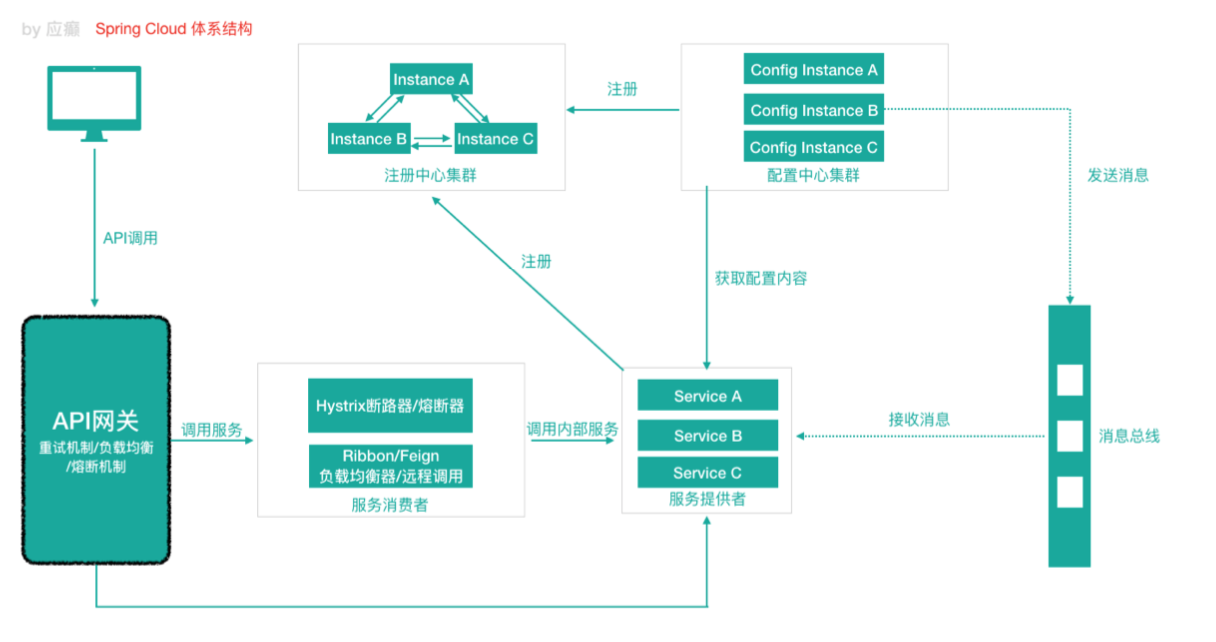 by 应癫 Spring Cloud 体系结构
Instance A
Instance B
Instance C
注册中心集群
注册
Config Instance A
Config Instance B
Config Instance C
配置中心集群
发送消息
API调用
注册
获取配置内容
API网关
重试机制/负载均衡
/熔断机制
调用服务
Hystrix断路器/熔断器
Ribbon/Feign
负载均衡器/远程调用
服务消费者
调用内部服务
Service A
Service B
Service C
服务提供者
接收消息
消息总线